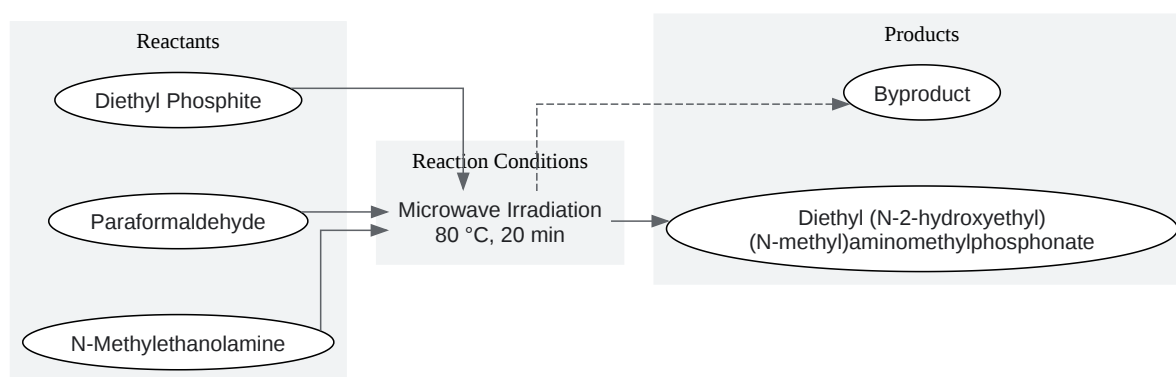 Reactants
Diethyl Phosphite
Paraformaldehyde
N-Methylethanolamine
Reaction Conditions
Microwave Irradiation
80 °C, 20 min
Products
Byproduct
Diethyl (N-2-hydroxyethyl)
(N-methyl)aminomethylphosphonate